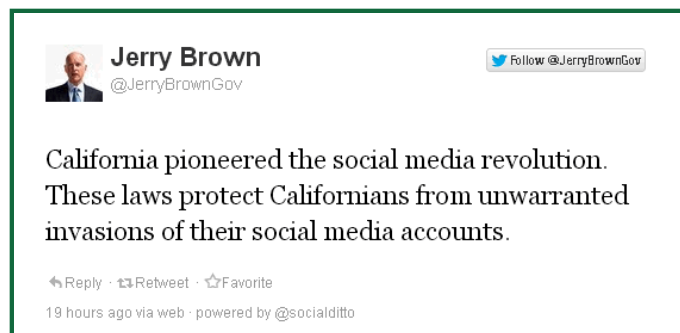 Jerry Brown
@JerryBrownGov
Follow @JerryBrownGov
California pioneered the social media revolution.
These laws protect Californians from unwarranted
invasions of their social media accounts.
Reply · Retweet · Favorite
19 hours ago via web · powered by @socialditto